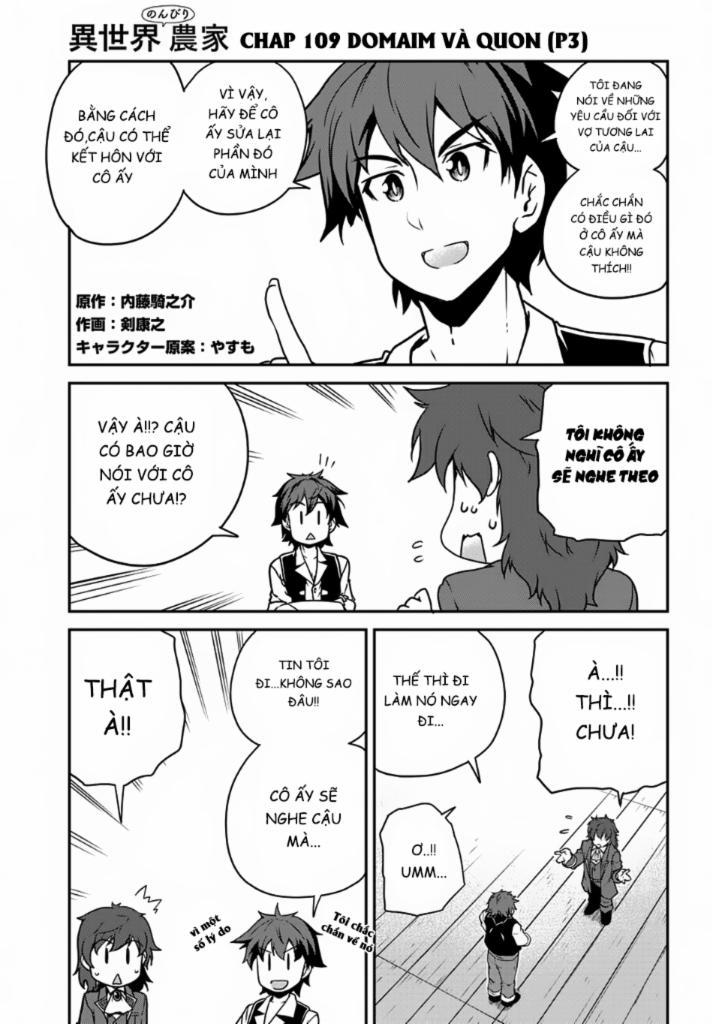 のんびり
異世界 農家 CHAP 109 DOMAIM VÀ QUON (P3)
TÔI ĐANG
NÓI VỀ NHỮNG
YÊU CẦU ĐỐI VỚI
VỢ TƯƠNG LAI
CỦA CẬU...
CHẮC CHẮN
CÓ ĐIỀU GÌ ĐÓ
Ở CÔ ẤY MÀ
CẬU KHÔNG
THÍCH!!
VÌ VẬY,
HÃY ĐỂ CÔ
ẤY SỬA LẠI
PHẦN ĐÓ
CỦA MÌNH
BẰNG CÁCH
ĐÓ,CẬU CÓ THỂ
KẾT HÔN VỚI
CÔ ẤY
原作：内藤騎之介
作画：剣康之
キャラクター原案：やすも
TÔI KHÔNG
NGHĨ CÔ ẤY
SẼ NGHE THEO
VẬY À!!? CẬU
CÓ BAO GIỜ
NÓI VỚI CÔ
ẤY CHƯA!?
À...!!
THÌ...!!
CHƯA!
THẾ THÌ ĐI
LÀM NÓ NGAY
ĐI...
Ơ..!!
UMM...
TIN TÔI
ĐI...KHÔNG SAO
ĐÂU!!
CÔ ẤY SẼ
NGHE CẬU
MÀ...
Tôi chắc
chắn về nó
vì một
số lý do
THẬT
À!!